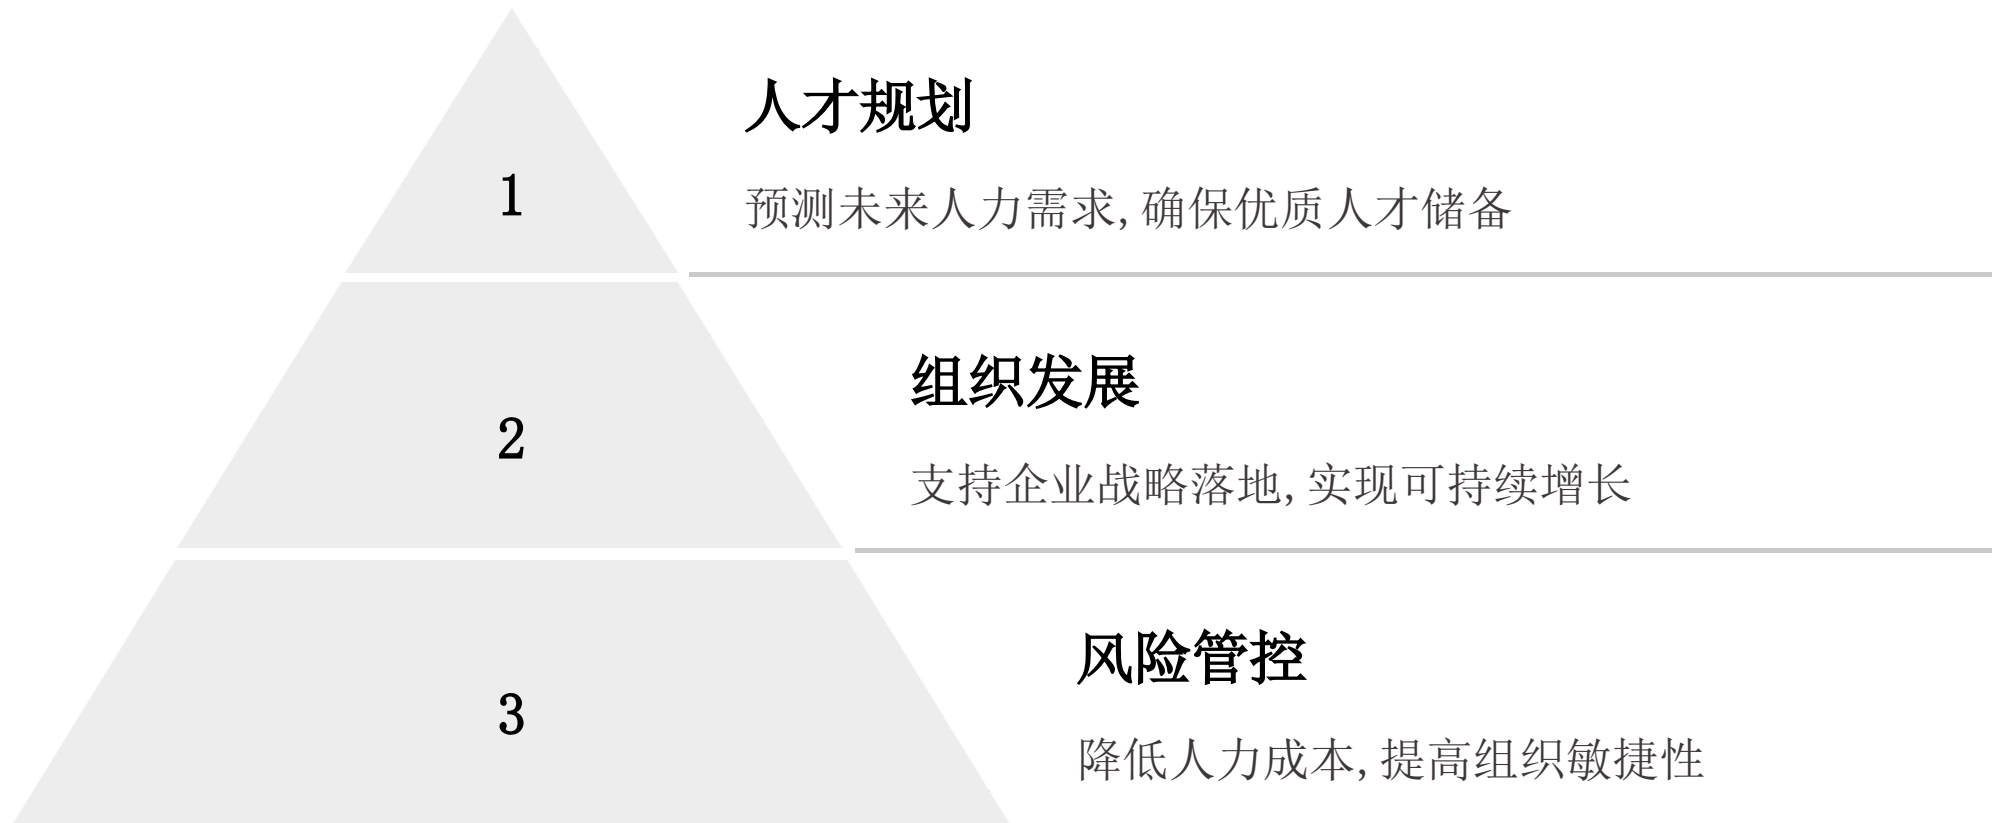 人才规划
1
预测未来人力需求,确保优质人才储备
组织发展
2
支持企业战略落地,实现可持续增长
风险管控
3
降低人力成本,提高组织敏捷性